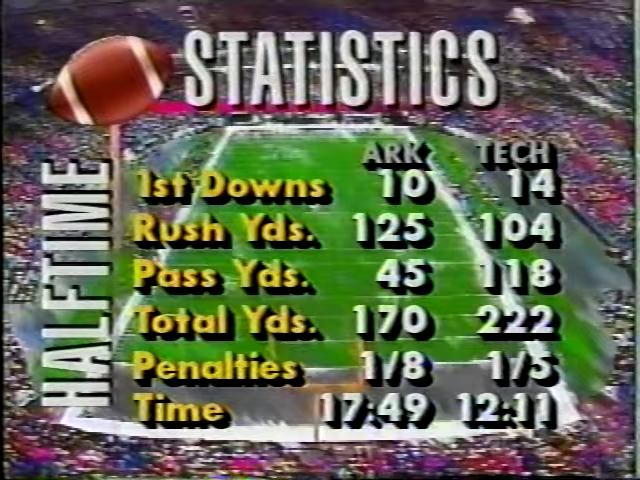 STATISTICS
HALFTIME
ARK TECH
1st Downs 10 14
Rush Yds. 125 104
Pass Yds. 45 118
Total Yds. 170 222
Penalties 1/8 1/5
Time 17:49 12:11